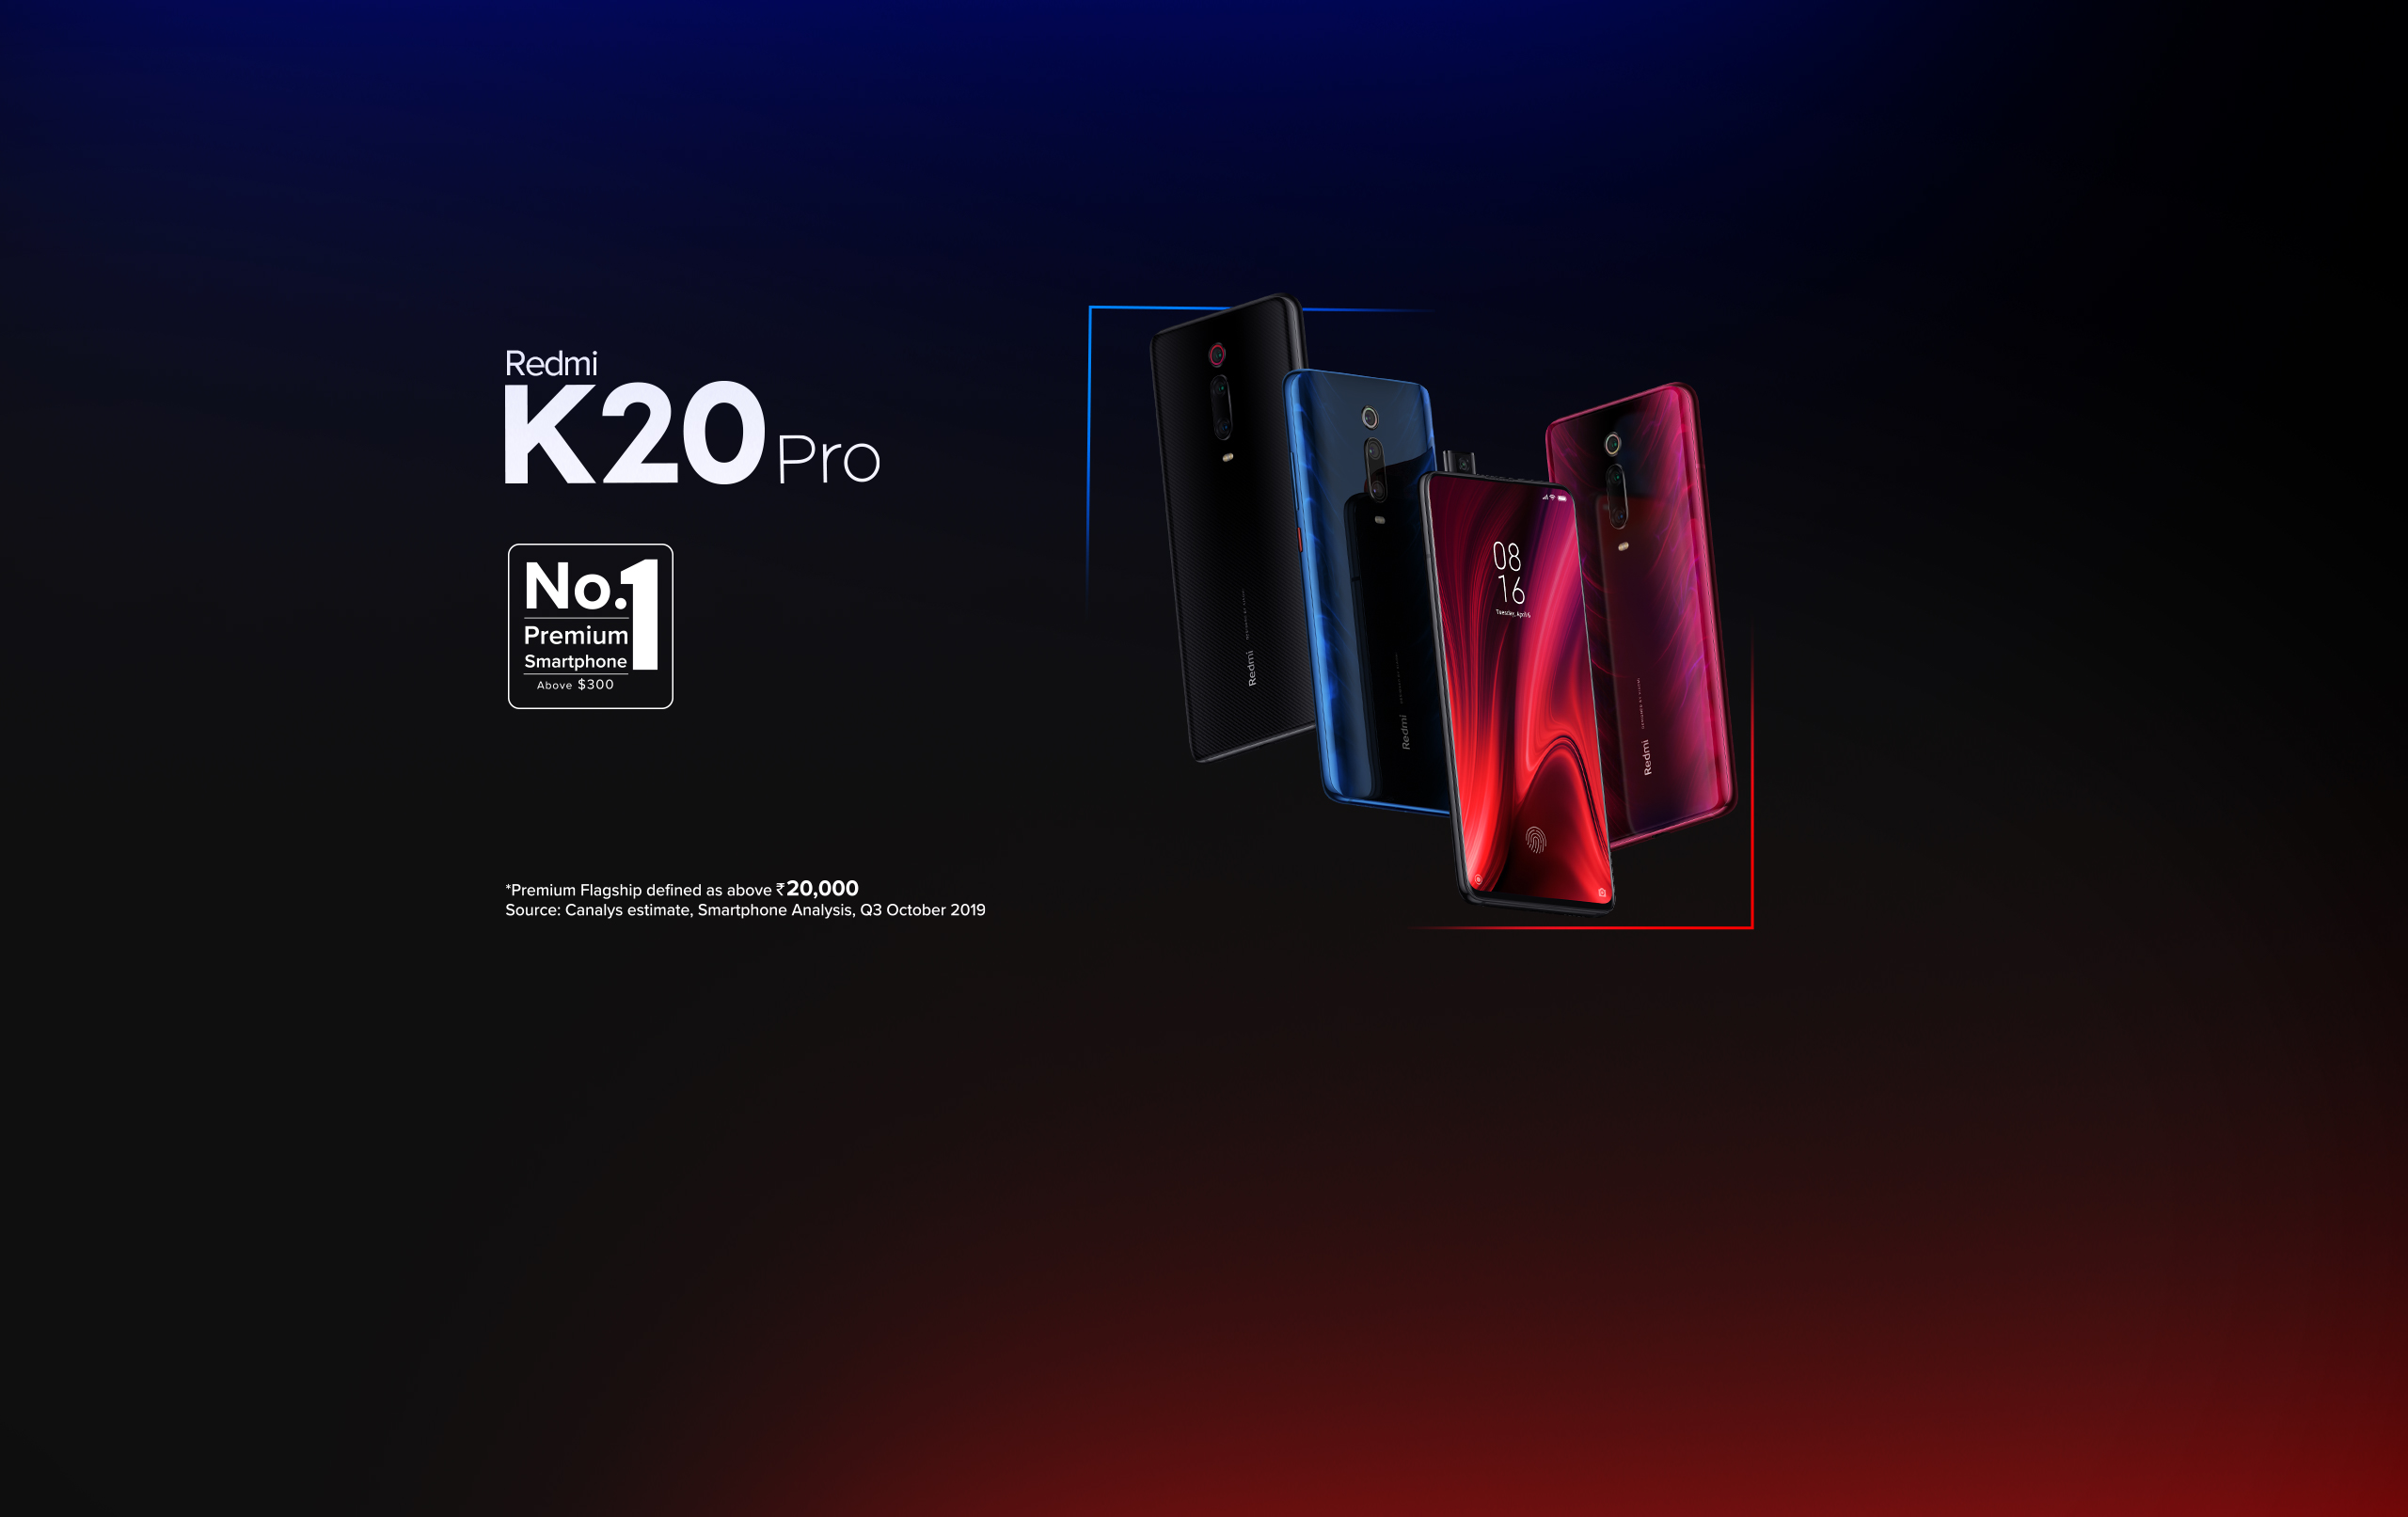 Redmi
K20 Pro
No.1
Premium
Smartphone
Above $300
*Premium Flagship defined as above ₹20,000
Source: Canalys estimate, Smartphone Analysis, Q3 October 2019
Redmi
Redmi
08
16
Tuesday, April 6
Redmi